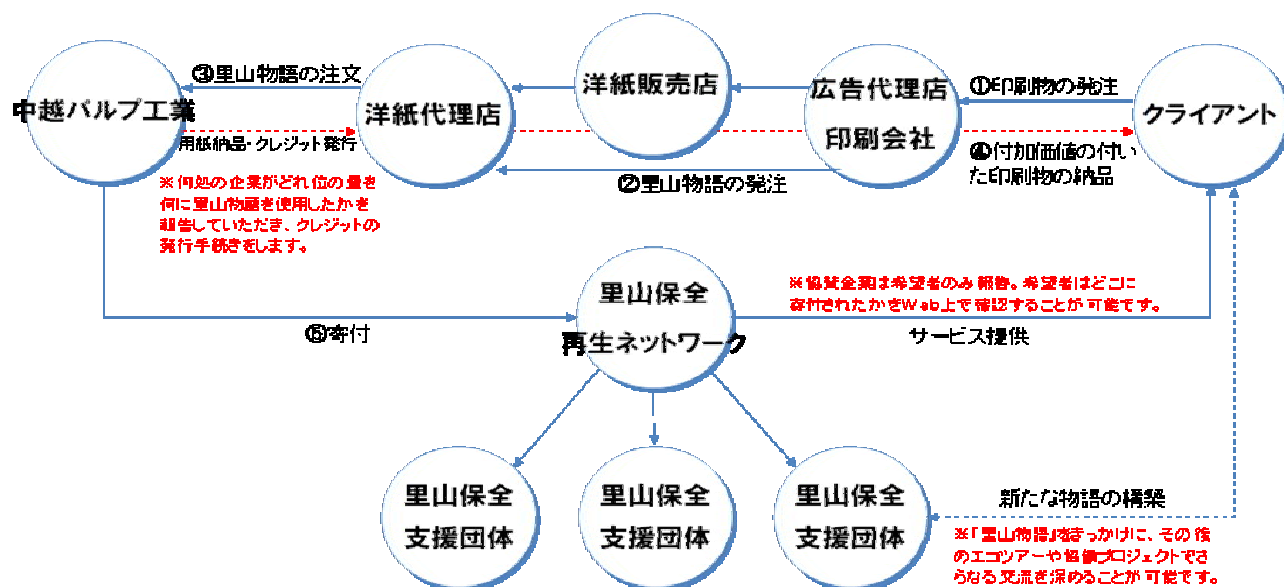 ③里山物語の注文
中越パルプ工業
用紙納品・クレジット発行
洋紙代理店
洋紙販売店
広告代理店
印刷会社
①印刷物の発注
クライアント
②里山物語の発注
④付加価値の付い
た印刷物の納品
※何処の企業がどれ位の量を
何に里山物語を使用したかを
報告していただき、クレジットの
発行手続きをします。
里山保全
再生ネットワーク
⑤寄付
※協賛企業は希望者のみ報告。希望者はどこに
寄付されたかをWeb上で確認することが可能です。
サービス提供
里山保全
支援団体
里山保全
支援団体
里山保全
支援団体
新たな物語の構築
※「里山物語」をきっかけに、その後
のエコツアーや協働プロジェクトでさ
らなる交流を深めることが可能です。